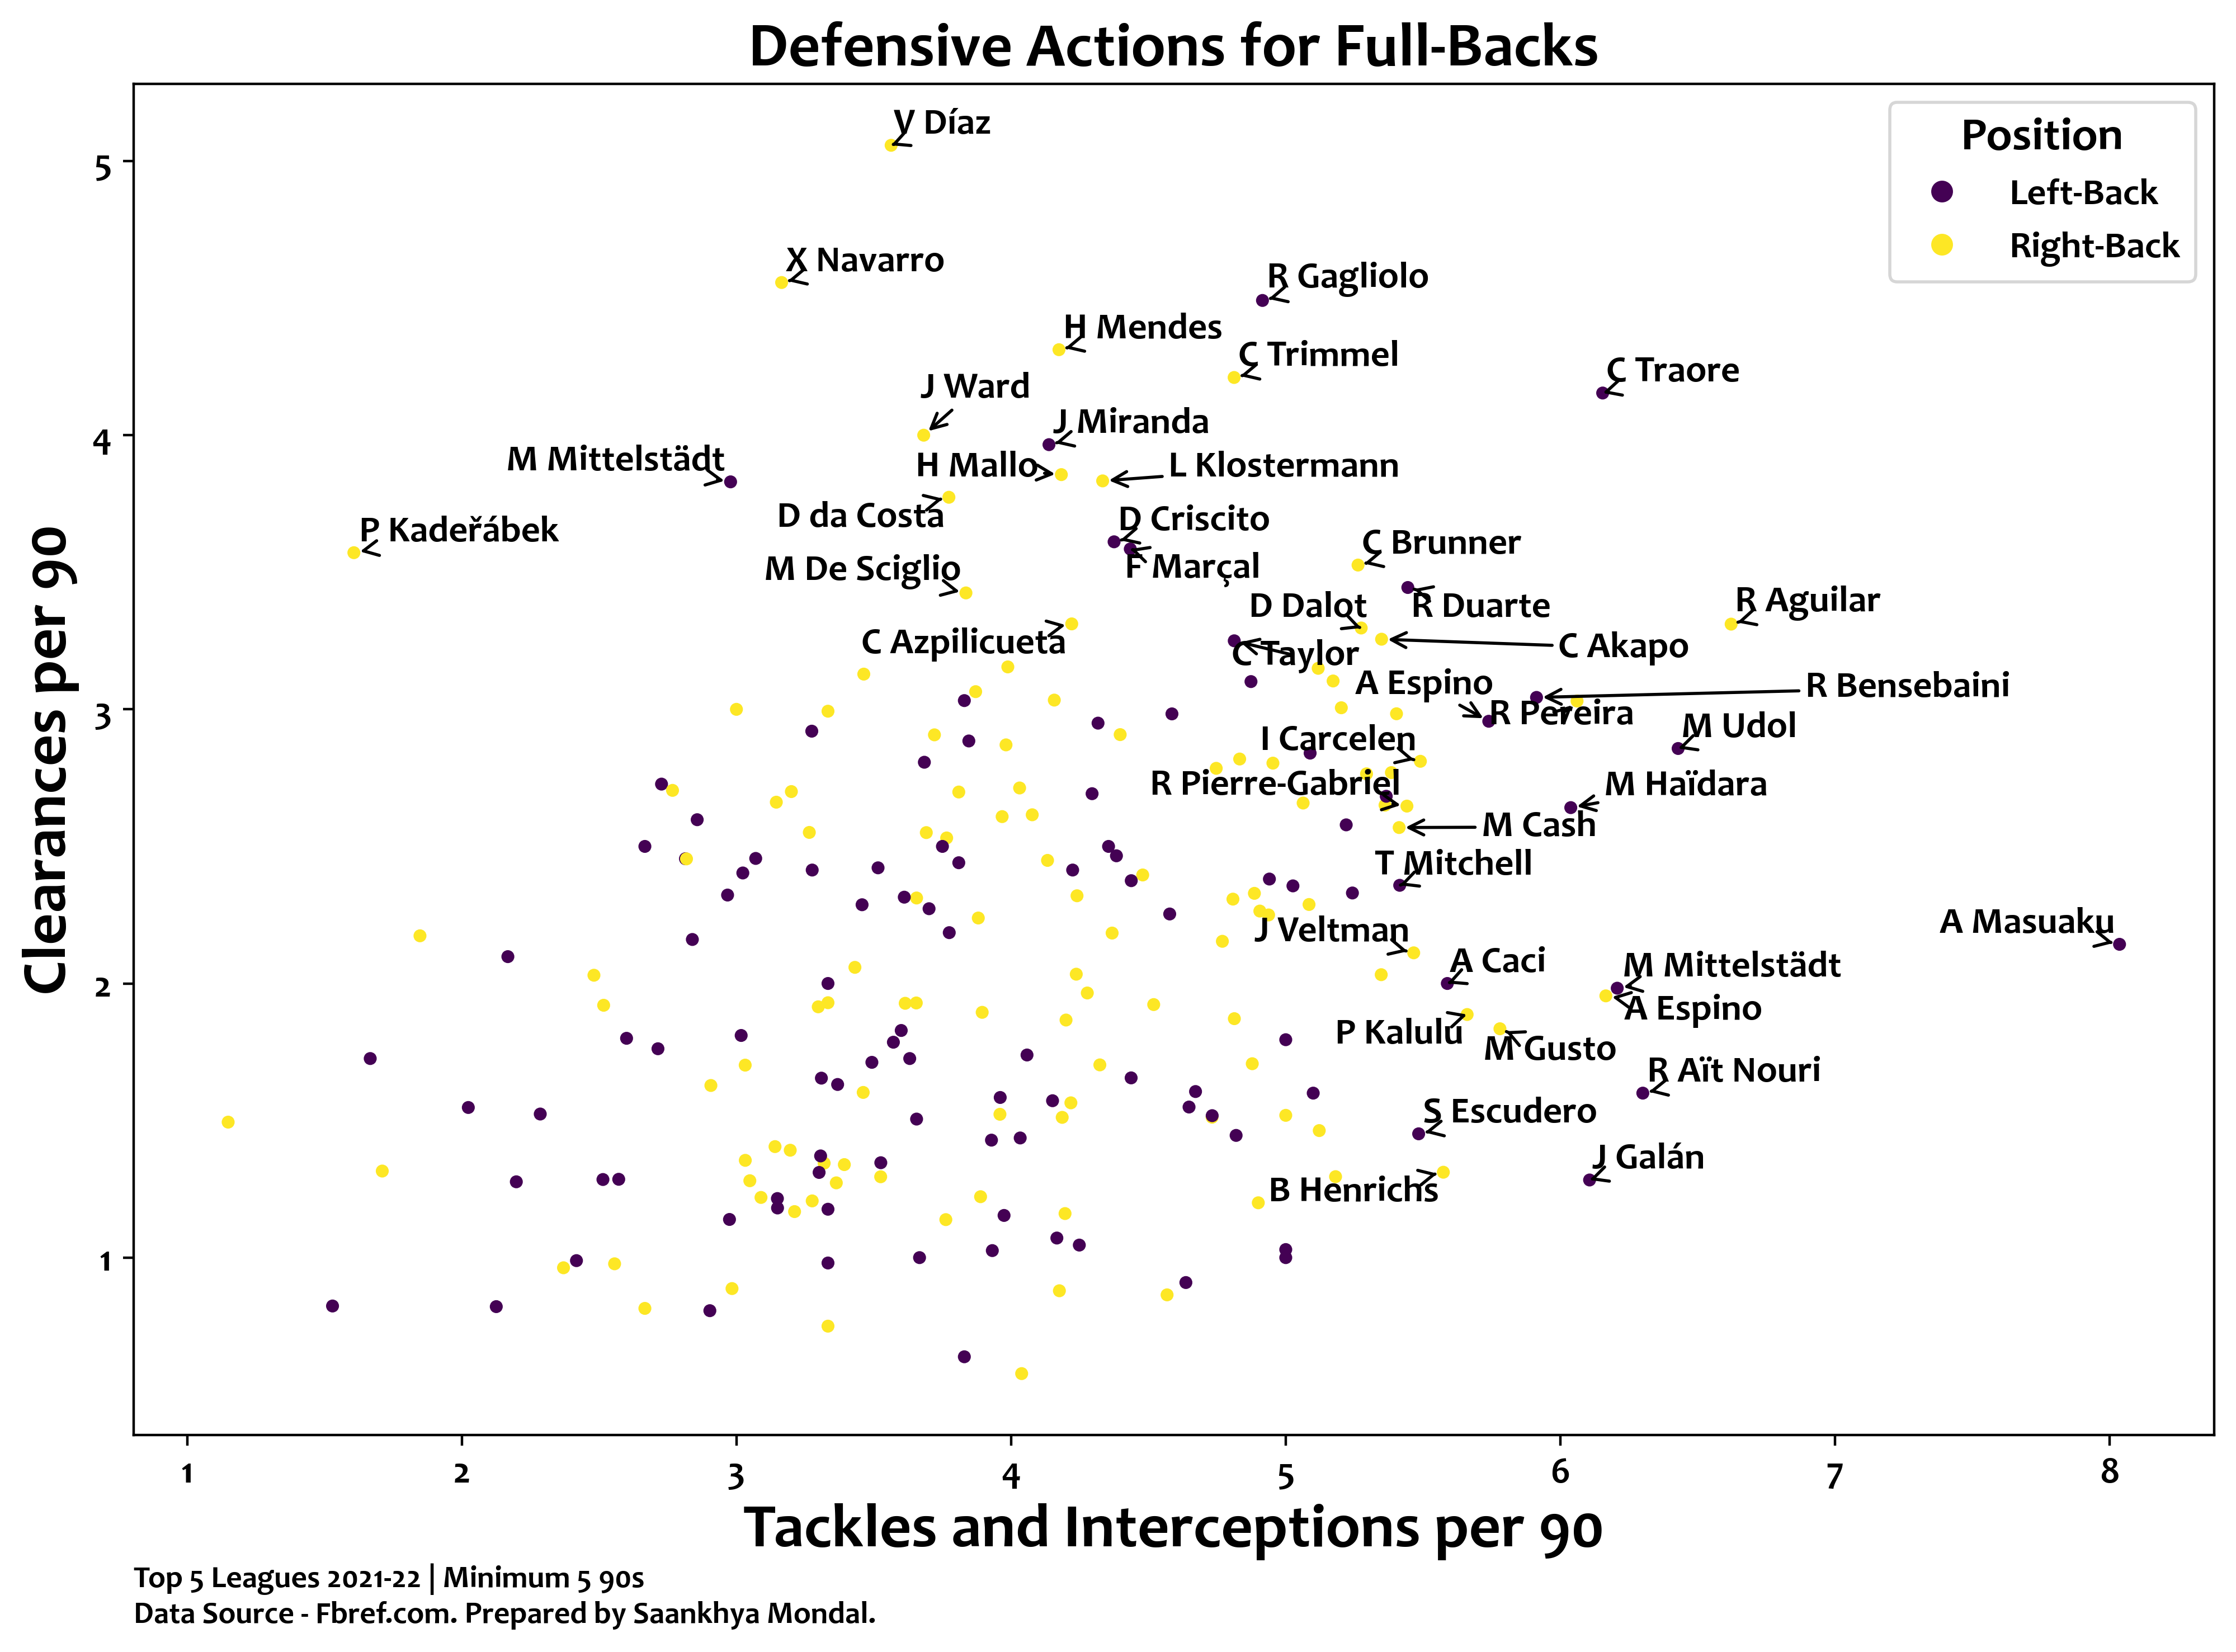 Defensive Actions for Full-Backs
V Díaz
Position
Left-Back
Right-Back
5
X Navarro
R Gagliolo
H Mendes
C Trimmel
C Traore
J Ward
J Miranda
4
M Mittelstädt
H Mallo
L Klostermann
D da Costa
D Criscito
P Kadeřábek
C Brunner
M De Sciglio
F Marçal
D Dalot
R Duarte
R Aguilar
C Azpilicueta
C Taylor
C Akapo
A Espino
R Bensebaini
3
R Pereira
M Udol
I Carcelen
R Pierre-Gabriel
M Haïdara
M Cash
T Mitchell
J Veltman
A Masuaku
A Caci
M Mittelstädt
2
A Espino
P Kalulu
M Gusto
R Aït Nouri
S Escudero
J Galán
B Henrichs
1
Clearances per 90
1 2 3 4 5 6 7 8
Tackles and Interceptions per 90
Top 5 Leagues 2021-22 | Minimum 5 90s
Data Source - Fbref.com. Prepared by Saankhya Mondal.